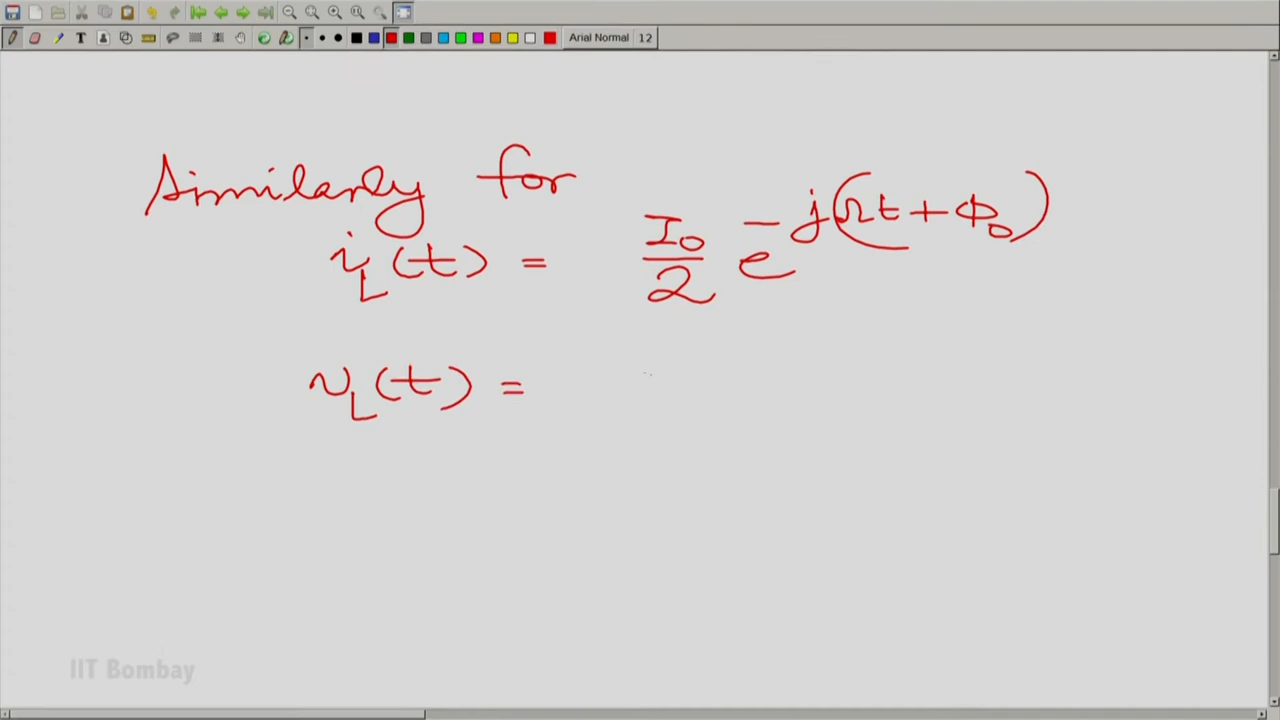 Arial Normal 12
Similarly for
i_L(t) = I₀/2 e^{-j(Ωt + Φ₀)}
v_L(t) =
IIT Bombay